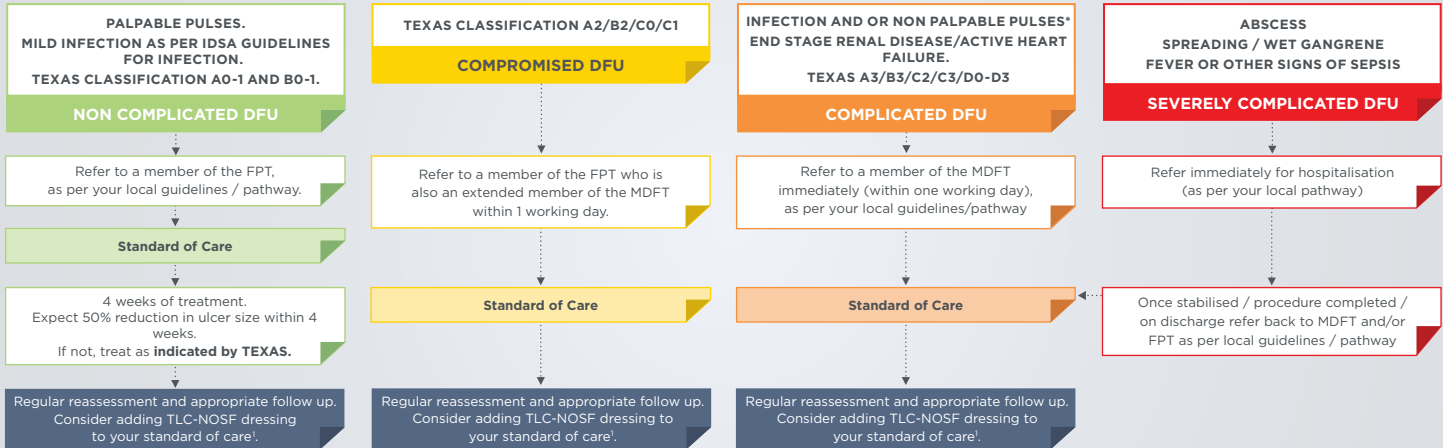 PALPABLE PULSES.
MILD INFECTION AS PER IDSA GUIDELINES
FOR INFECTION.
TEXAS CLASSIFICATION A0-1 AND B0-1.
NON COMPLICATED DFU
Refer to a member of the FPT,
as per your local guidelines / pathway.
Standard of Care
4 weeks of treatment.
Expect 50% reduction in ulcer size within 4
weeks.
If not, treat as indicated by TEXAS.
Regular reassessment and appropriate follow up.
Consider adding TLC-NOSF dressing
to your standard of care¹.
TEXAS CLASSIFICATION A2/B2/C0/C1
COMPROMISED DFU
Refer to a member of the FPT who is
also an extended member of the MDFT
within 1 working day.
Standard of Care
Regular reassessment and appropriate follow up.
Consider adding TLC-NOSF dressing to
your standard of care¹.
INFECTION AND OR NON PALPABLE PULSES*
END STAGE RENAL DISEASE/ACTIVE HEART
FAILURE.
TEXAS A3/B3/C2/C3/D0-D3
COMPLICATED DFU
Refer to a member of the MDFT
immediately (within one working day),
as per your local guidelines/pathway
Standard of Care
Regular reassessment and appropriate follow up.
Consider adding TLC-NOSF dressing to
your standard of care¹.
ABSCESS
SPREADING / WET GANGRENE
FEVER OR OTHER SIGNS OF SEPSIS
SEVERELY COMPLICATED DFU
Refer immediately for hospitalisation
(as per your local pathway)
Once stabilised / procedure completed /
on discharge refer back to MDFT and/or
FPT as per local guidelines / pathway